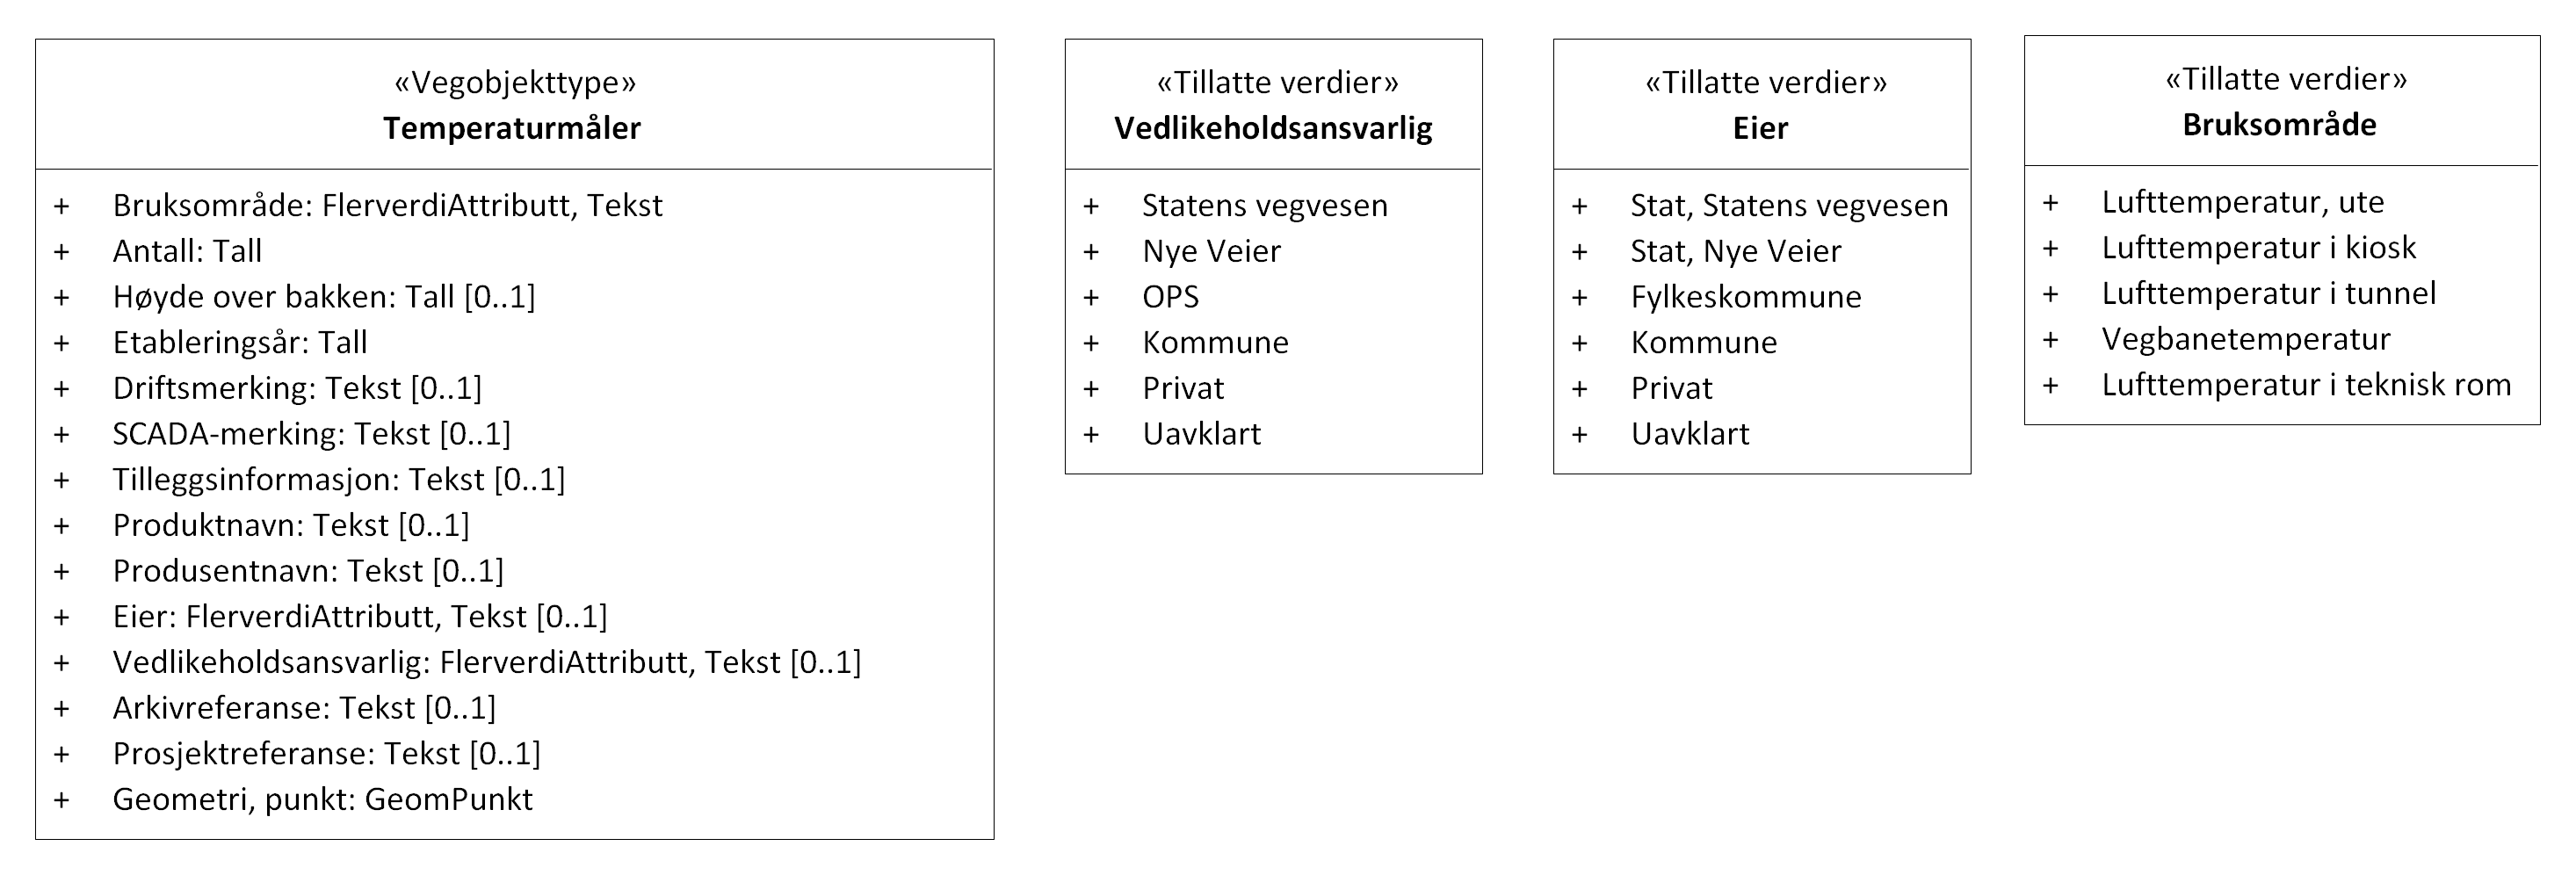 «Vegobjekttype»
Temperaturmåler
+ Bruksområde: FlerverdiAttributt, Tekst
+ Antall: Tall
+ Høyde over bakken: Tall [0..1]
+ Etableringsår: Tall
+ Driftsmerking: Tekst [0..1]
+ SCADA-merking: Tekst [0..1]
+ Tilleggsinformasjon: Tekst [0..1]
+ Produktnavn: Tekst [0..1]
+ Produsentnavn: Tekst [0..1]
+ Eier: FlerverdiAttributt, Tekst [0..1]
+ Vedlikeholdsansvarlig: FlerverdiAttributt, Tekst [0..1]
+ Arkivreferanse: Tekst [0..1]
+ Prosjektreferanse: Tekst [0..1]
+ Geometri, punkt: GeomPunkt
«Tillatte verdier»
Vedlikeholdsansvarlig
+ Statens vegvesen
+ Nye Veier
+ OPS
+ Kommune
+ Privat
+ Uavklart
«Tillatte verdier»
Eier
+ Stat, Statens vegvesen
+ Stat, Nye Veier
+ Fylkeskommune
+ Kommune
+ Privat
+ Uavklart
«Tillatte verdier»
Bruksområde
+ Lufttemperatur, ute
+ Lufttemperatur i kiosk
+ Lufttemperatur i tunnel
+ Vegbanetemperatur
+ Lufttemperatur i teknisk rom